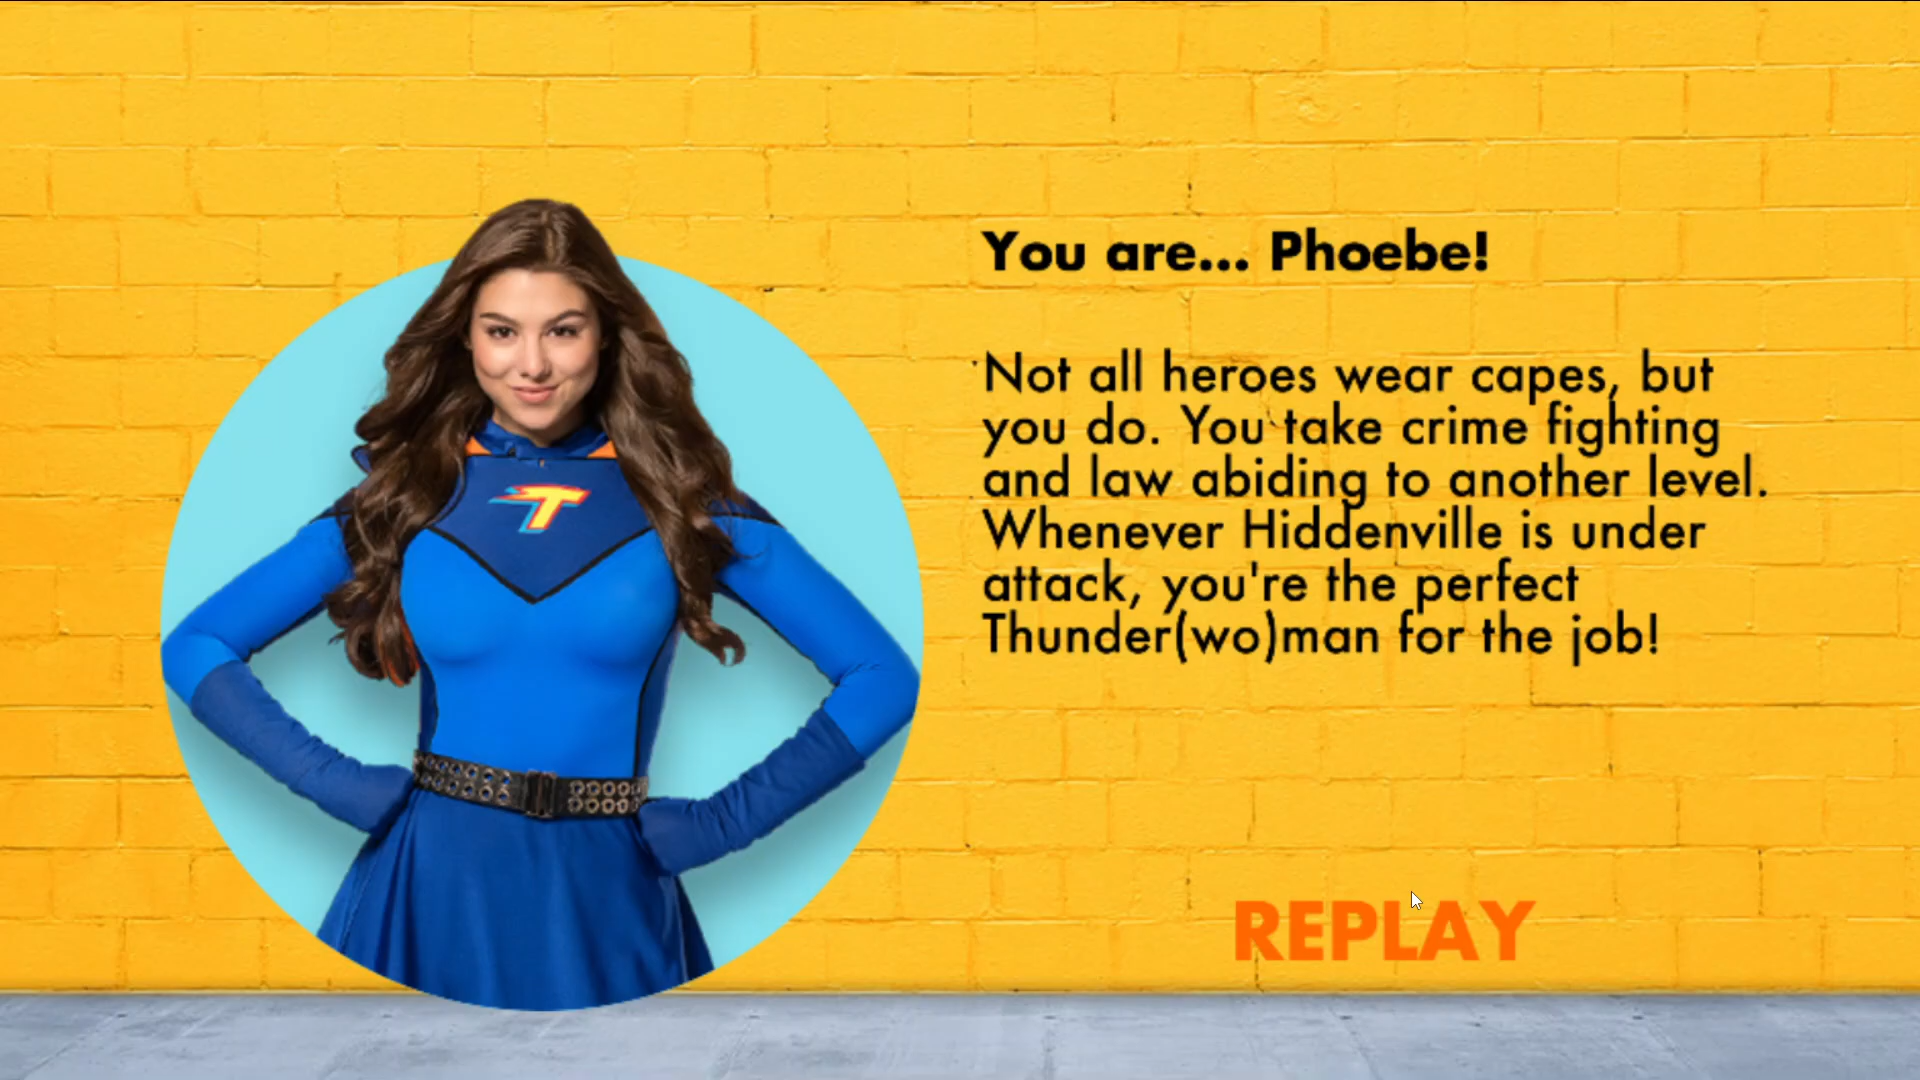 You are... Phoebe!
Not all heroes wear capes, but
you do. You take crime fighting
and law abiding to another level.
Whenever Hiddenville is under
attack, you're the perfect
Thunder(wo)man for the job!
T
REPLAY